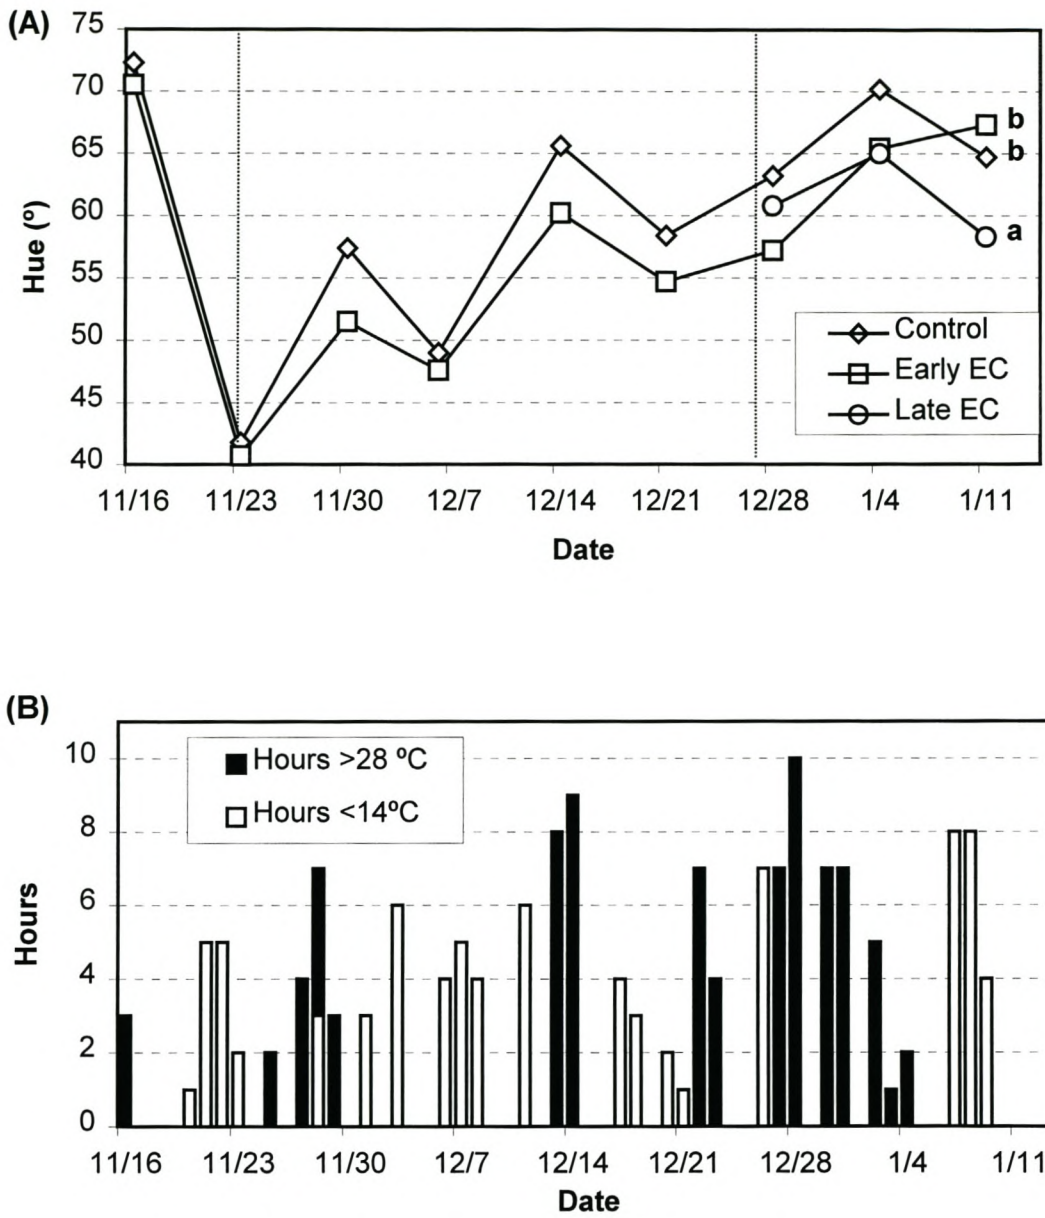 (A)
75
70
65
60
55
50
45
40
Hue (º)
b
b
a
Control
Early EC
Late EC
11/16 11/23 11/30 12/7 12/14 12/21 12/28 1/4 1/11
Date
(B)
10
8
6
4
2
0
Hours
Hours >28 ºC
Hours <14ºC
11/16 11/23 11/30 12/7 12/14 12/21 12/28 1/4 1/11
Date